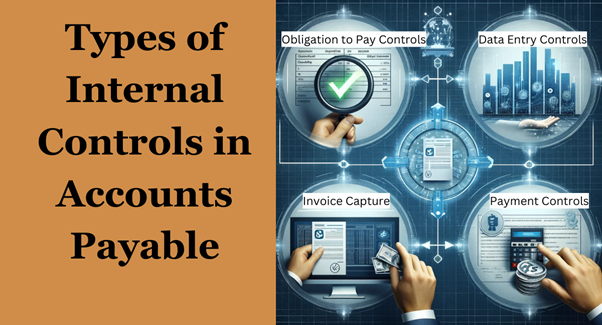 Types of
Internal
Controls in
Accounts
Payable
Obligation to Pay Controls
Data Entry Controls
Invoice Capture
Payment Controls